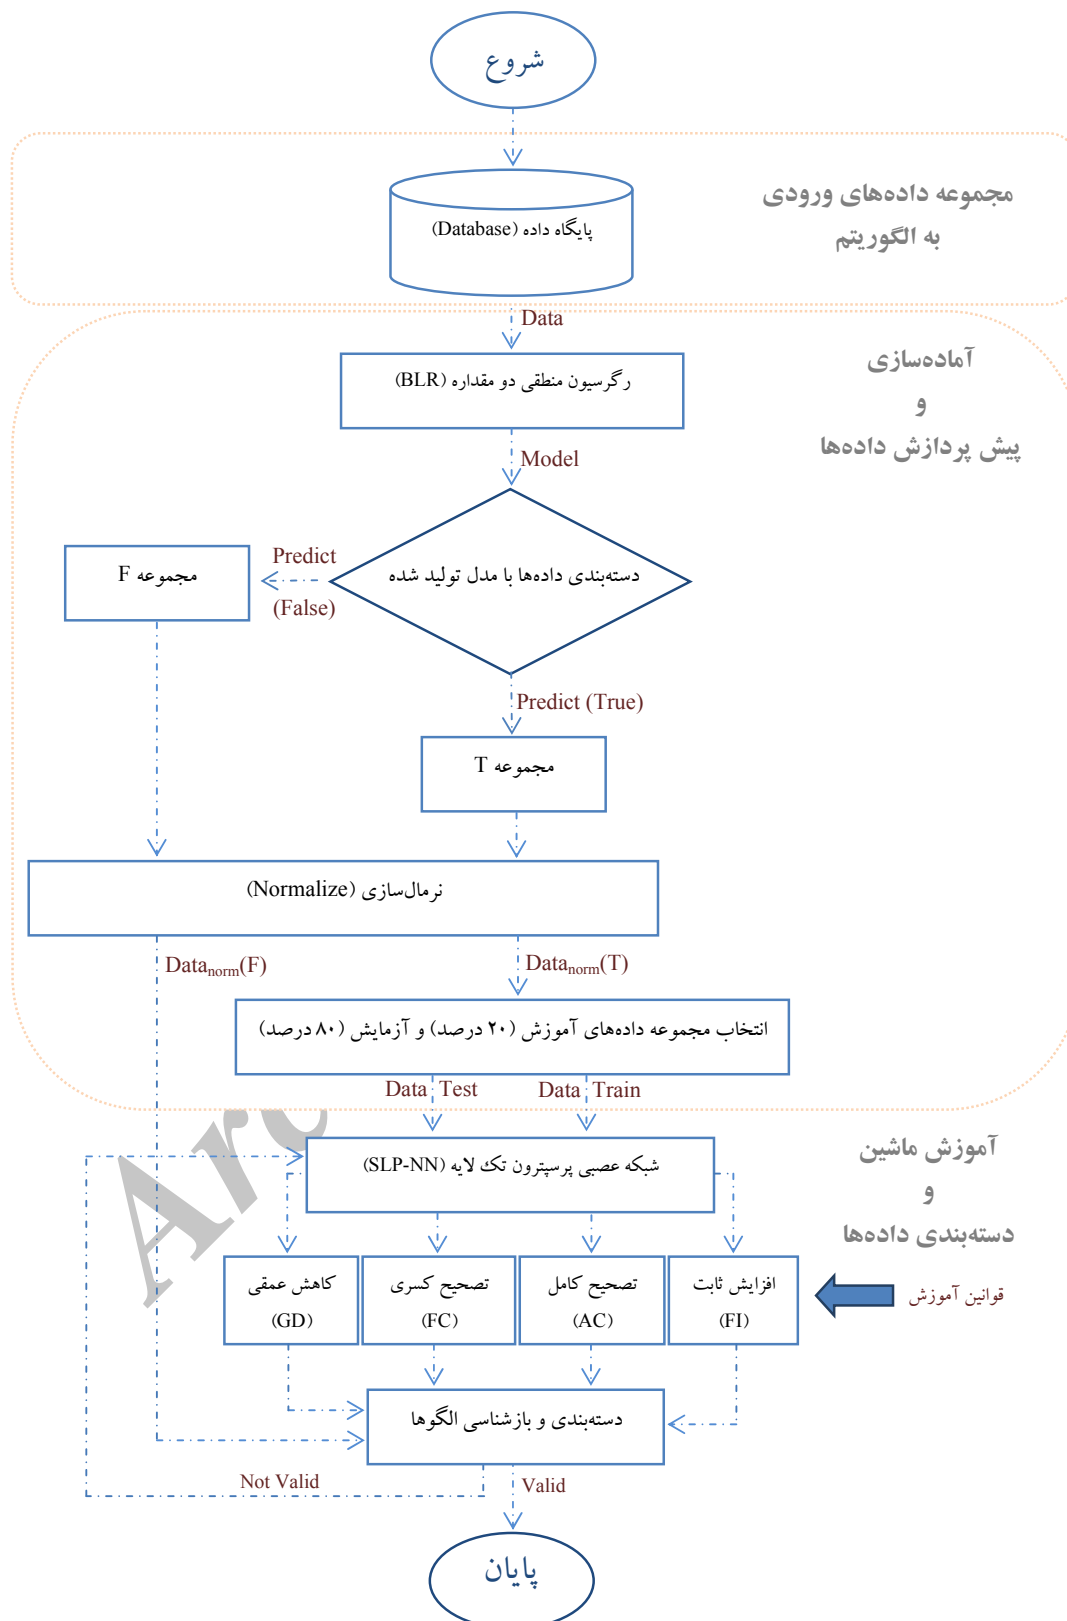 شروع
مجموعه داده‌های ورودی
به الگوریتم
پایگاه داده (Database)
Data
آماده‌سازی
و
پیش پردازش داده‌ها
رگرسیون منطقی دو مقداره (BLR)
Model
دسته‌بندی داده‌ها با مدل تولید شده
Predict
(False)
مجموعه F
Predict (True)
مجموعه T
نرمال‌سازی (Normalize)
Datanorm(F)
Datanorm(T)
انتخاب مجموعه داده‌های آموزش (۲۰ درصد) و آزمایش (۸۰ درصد)
Data Test
Data Train
آموزش ماشین
و
دسته‌بندی داده‌ها
شبکه عصبی پرسپترون تک لایه (SLP-NN)
قوانین آموزش
افزایش ثابت
(FI)
تصحیح کامل
(AC)
تصحیح کسری
(FC)
کاهش عمقی
(GD)
دسته‌بندی و بازشناسی الگوها
Not Valid
Valid
پایان